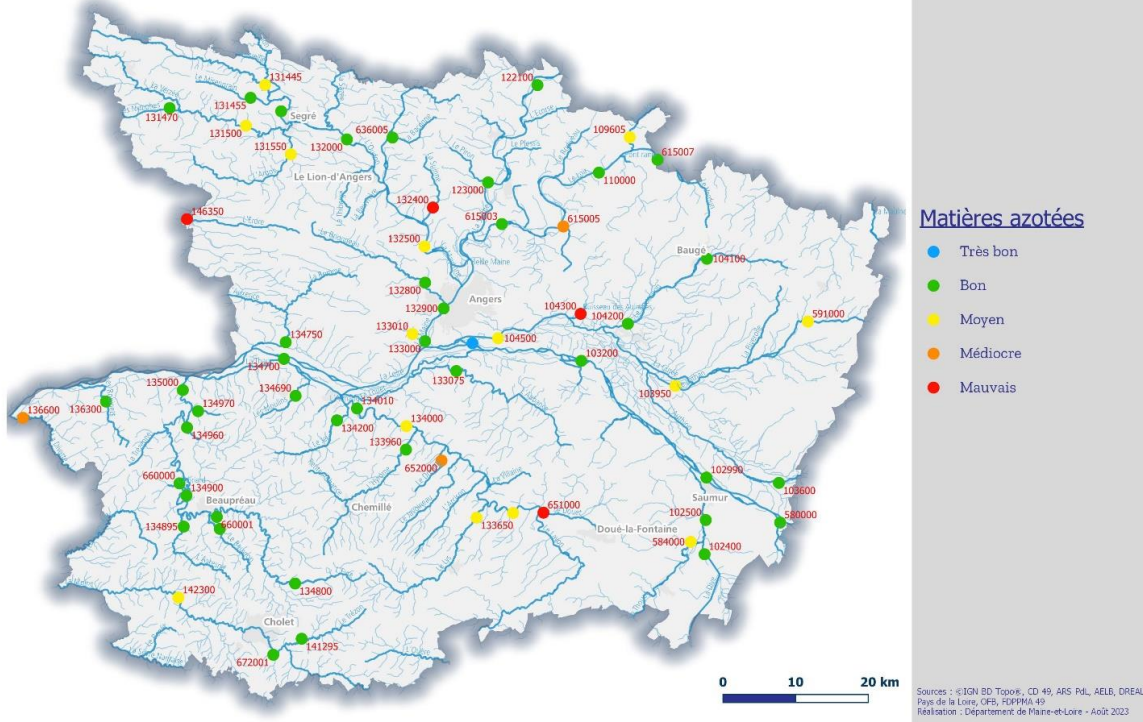 122100
131445
131455
Segré
131470
131500
131550
132000
636005
109605
615007
110000
Le Lion-d'Angers
123000
132400
146350
L'Erdre
615003
615005
132500
Baugé
104100
132800
Angers
132900
104300
104200
591000
133010
104500
134750
133000
103200
134700
133075
103950
134690
135000
134010
134970
136300
136600
134000
134200
134960
133960
652000
660000
134900
Beaupréau
102990
103600
Saumur
Chemillé
651000
102500
580000
134895
660001
133650
Doué-la-Fontaine
584000
102400
134800
142300
Cholet
141295
672001
0 10 20 km
Matières azotées
Très bon
Bon
Moyen
Médiocre
Mauvais
Sources : ©IGN BD Topo®, CD 49, ARS PdL, AELB, DREAL
Pays de la Loire, OFB, FDPPMA 49
Réalisation : Département de Maine-et-Loire - Août 2023